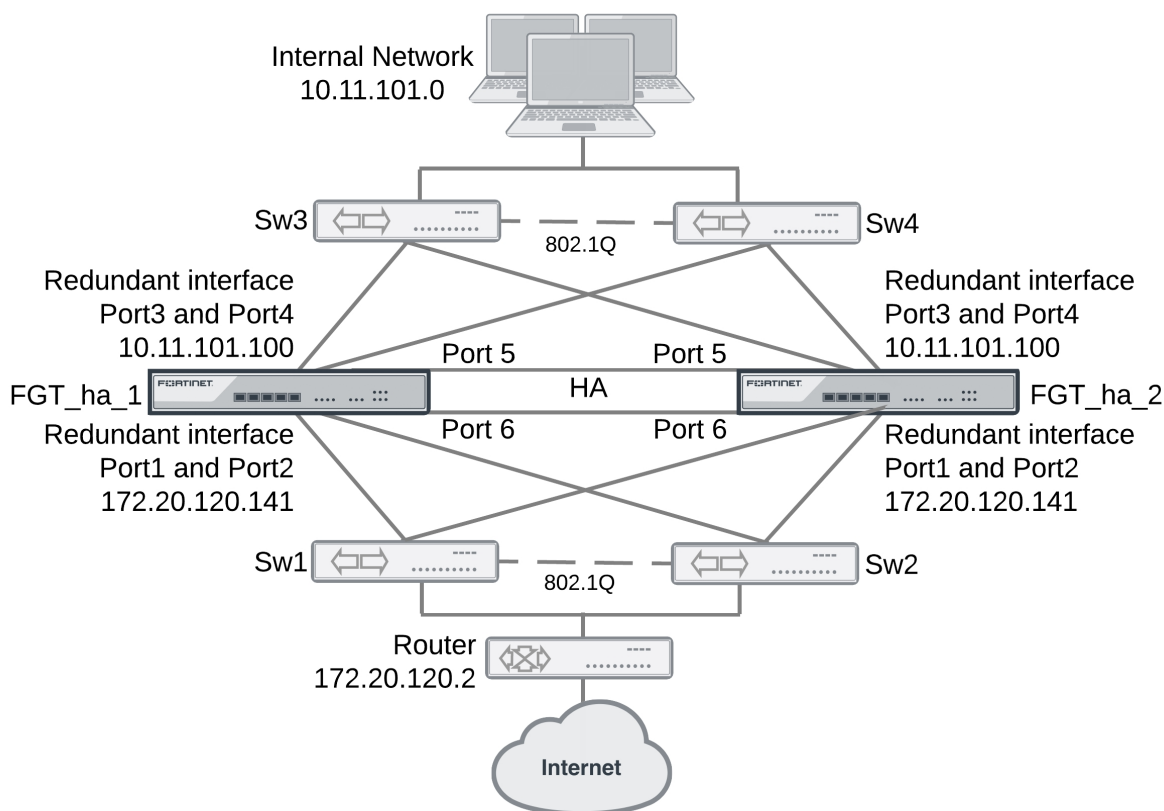 Internal Network
10.11.101.0
Sw3
802.1Q
Sw4
Redundant interface
Port3 and Port4
10.11.101.100
Redundant interface
Port3 and Port4
10.11.101.100
Port 5
Port 5
FGT_ha_1
FORTINET
HA
FORTINET
FGT_ha_2
Port 6
Port 6
Redundant interface
Port1 and Port2
172.20.120.141
Redundant interface
Port1 and Port2
172.20.120.141
Sw1
802.1Q
Sw2
Router
172.20.120.2
Internet